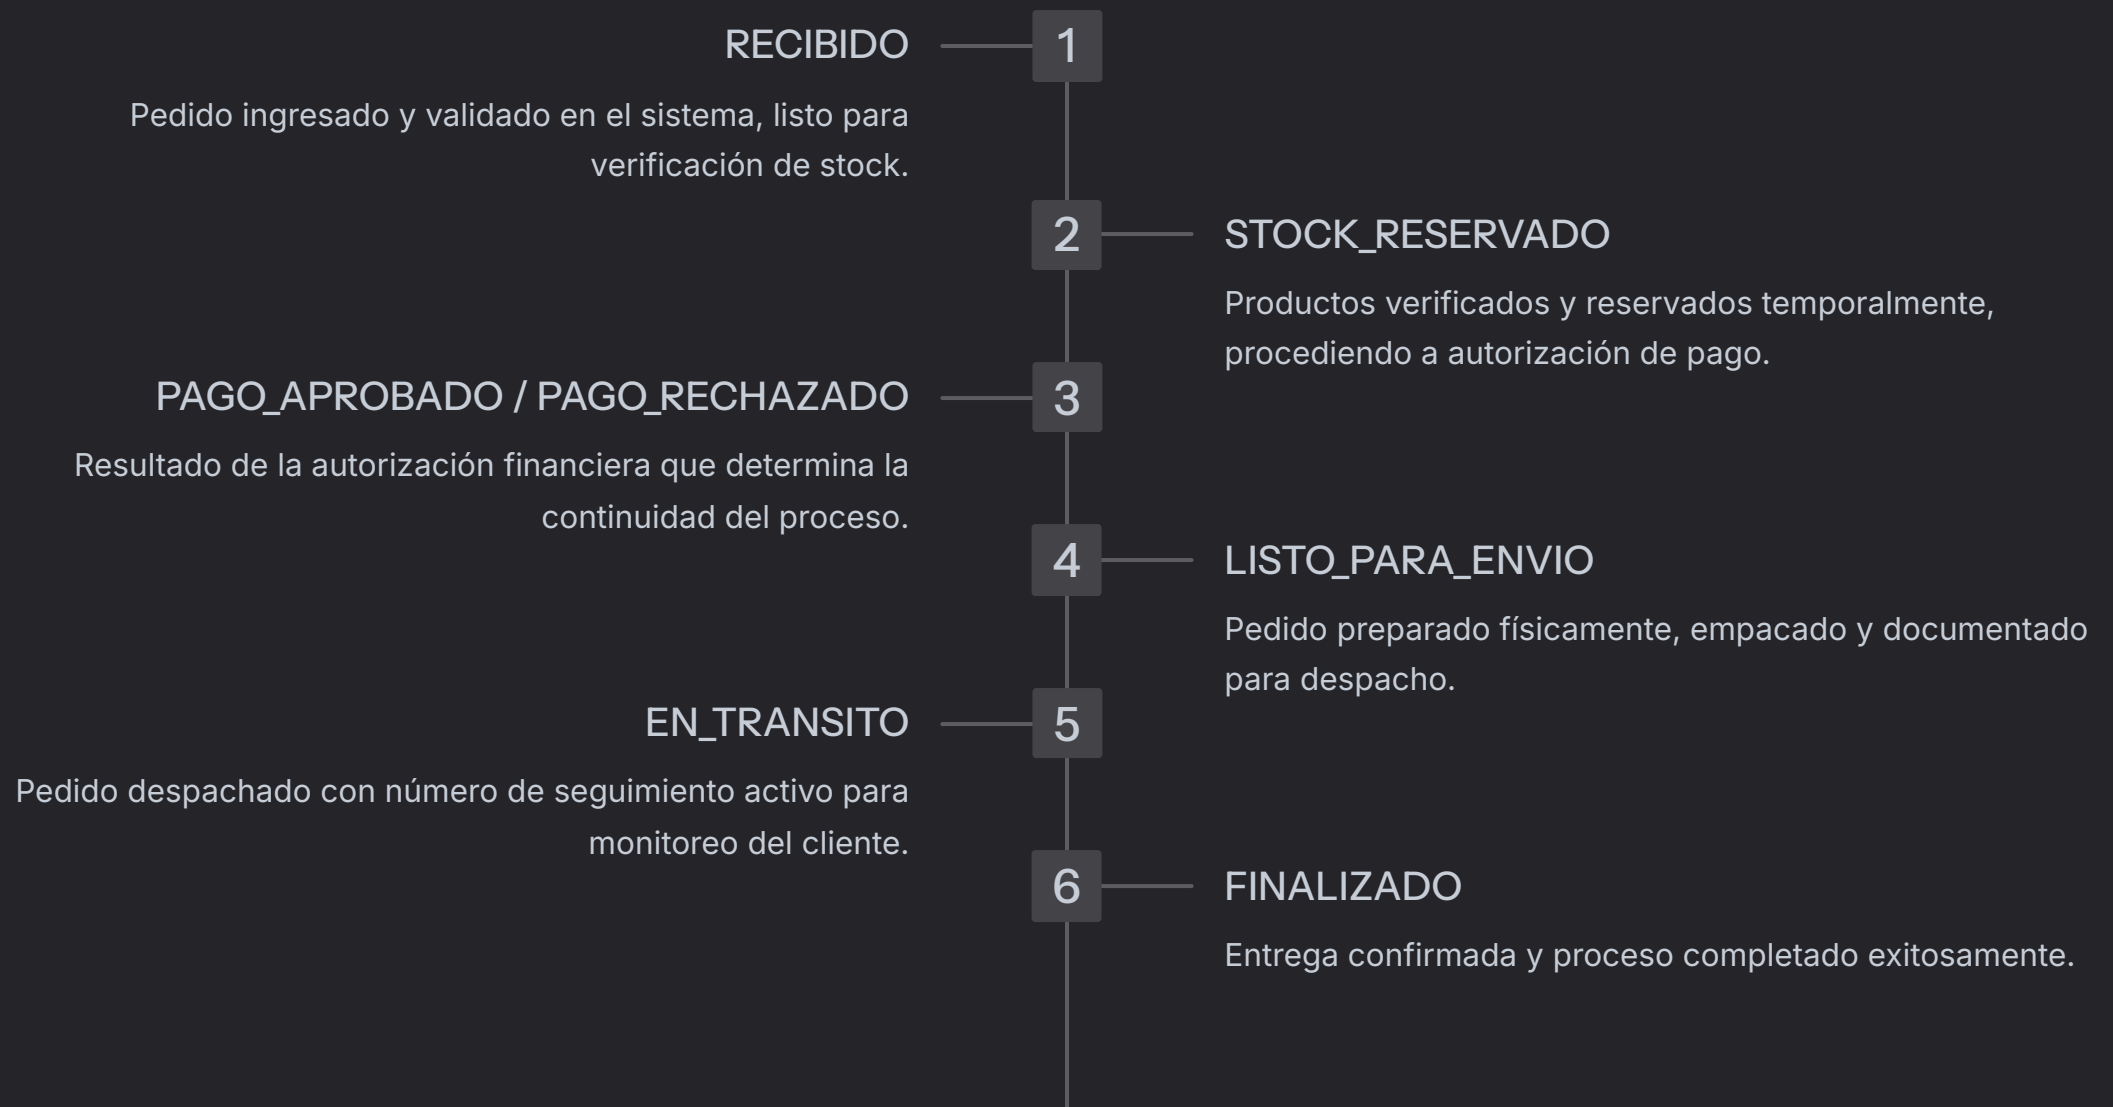 1
RECIBIDO
Pedido ingresado y validado en el sistema, listo para
verificación de stock.
2
STOCK_RESERVADO
Productos verificados y reservados temporalmente,
procediendo a autorización de pago.
3
PAGO_APROBADO / PAGO_RECHAZADO
Resultado de la autorización financiera que determina la
continuidad del proceso.
4
LISTO_PARA_ENVIO
Pedido preparado físicamente, empacado y documentado
para despacho.
5
EN_TRANSITO
Pedido despachado con número de seguimiento activo para
monitoreo del cliente.
6
FINALIZADO
Entrega confirmada y proceso completado exitosamente.